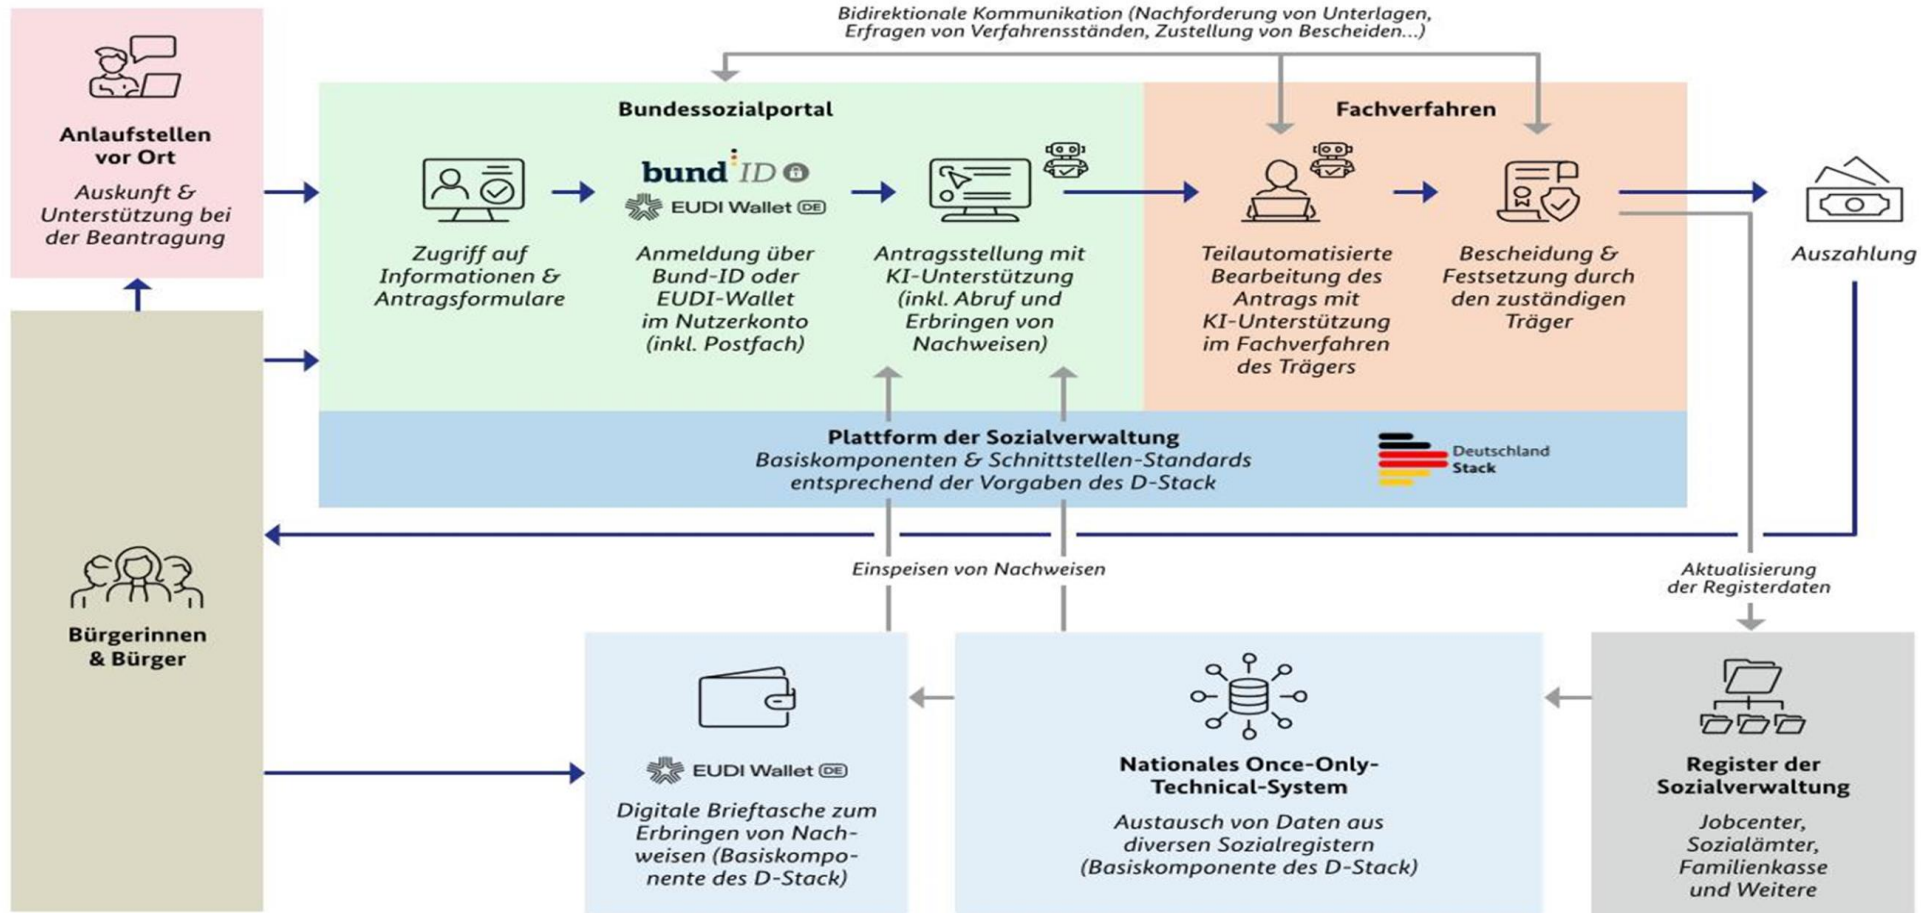 Bidirektionale Kommunikation (Nachforderung von Unterlagen,
Erfragen von Verfahrensständen, Zustellung von Bescheiden...)
Anlaufstellen
vor Ort
Auskunft &
Unterstützung bei
der Beantragung
Bundessozialportal
Zugriff auf
Informationen &
Antragsformulare
bund ID
EUDI Wallet DE
Anmeldung über
Bund-ID oder
EUDI-Wallet
im Nutzerkonto
(inkl. Postfach)
Antragsstellung mit
KI-Unterstützung
(inkl. Abruf und
Erbringen von
Nachweisen)
Fachverfahren
Teilautomatisierte
Bearbeitung des
Antrags mit
KI-Unterstützung
im Fachverfahren
des Trägers
Bescheidung &
Festsetzung durch
den zuständigen
Träger
Auszahlung
Plattform der Sozialverwaltung
Basiskomponenten & Schnittstellen-Standards
entsprechend der Vorgaben des D-Stack
Deutschland
Stack
Einspeisen von Nachweisen
Aktualisierung
der Registerdaten
Bürgerinnen
& Bürger
EUDI Wallet DE
Digitale Brieftasche zum
Erbringen von Nach-
weisen (Basiskompo-
nente des D-Stack)
Nationales Once-Only-
Technical-System
Austausch von Daten aus
diversen Sozialregistern
(Basiskomponente des D-Stack)
Register der
Sozialverwaltung
Jobcenter,
Sozialämter,
Familienkasse
und Weitere